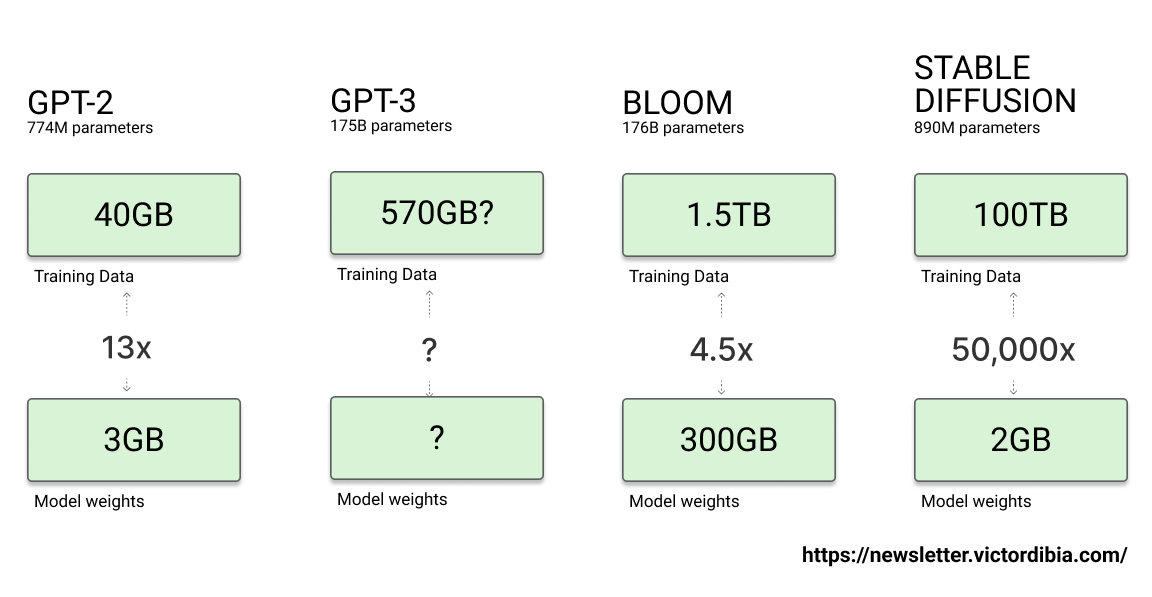 GPT-2
774M parameters
40GB
Training Data
13x
3GB
Model weights
GPT-3
175B parameters
570GB?
Training Data
?
?
Model weights
BLOOM
176B parameters
1.5TB
Training Data
4.5x
300GB
Model weights
STABLE
DIFFUSION
890M parameters
100TB
Training Data
50,000x
2GB
Model weights
https://newsletter.victordibia.com/